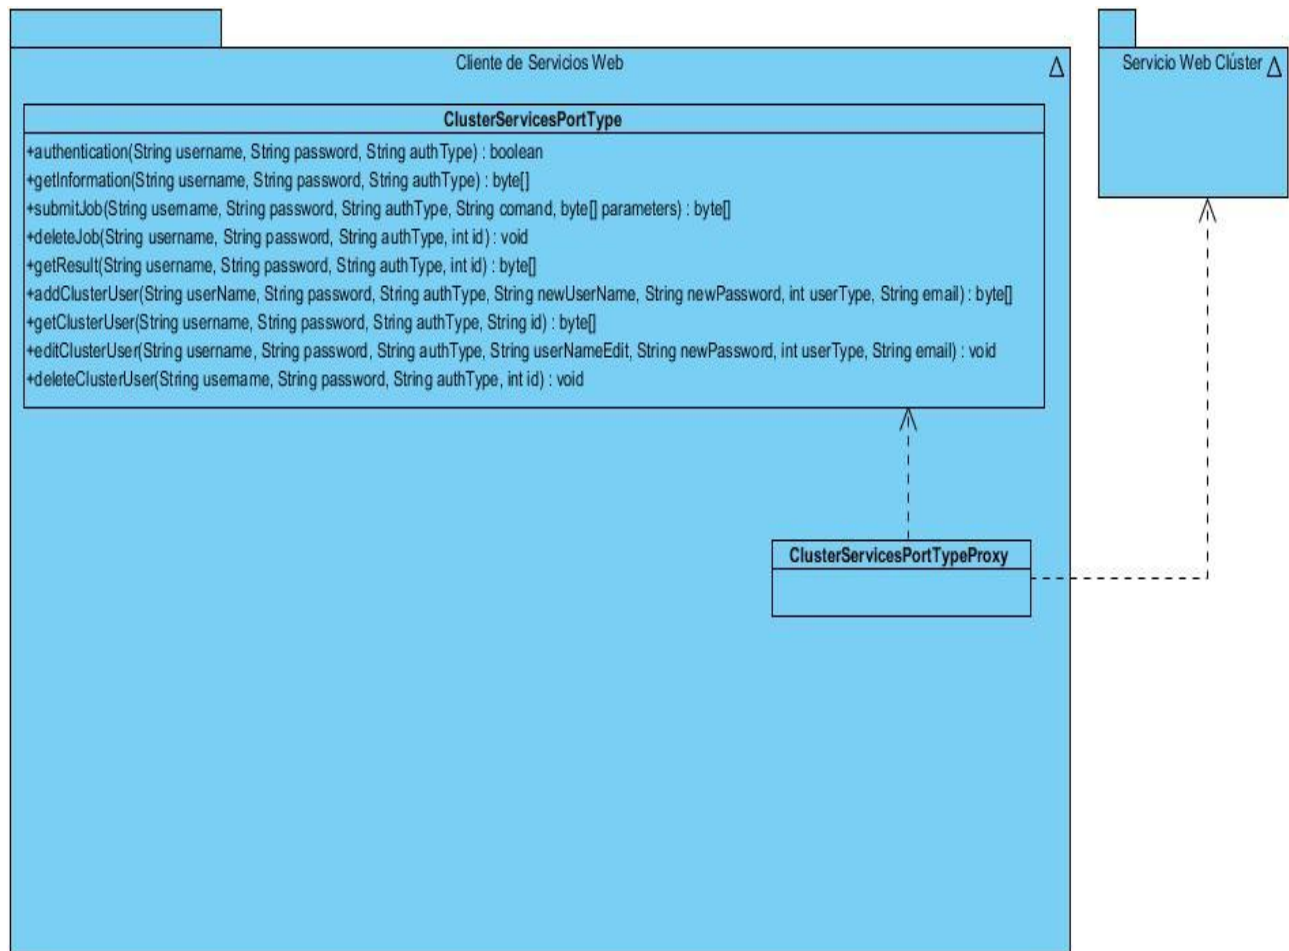 Cliente de Servicios Web
Servicio Web Clúster
ClusterServicesPortType
+authentication(String username, String password, String authType) : boolean
+getInformation(String username, String password, String authType) : byte[]
+submitJob(String username, String password, String authType, String comand, byte[] parameters) : byte[]
+deleteJob(String username, String password, String authType, int id) : void
+getResult(String username, String password, String authType, int id) : byte[]
+addClusterUser(String userName, String password, String authType, String newUserName, String newPassword, int userType, String email) : byte[]
+getClusterUser(String username, String password, String authType, String id) : byte[]
+editClusterUser(String username, String password, String authType, String userNameEdit, String newPassword, int userType, String email) : void
+deleteClusterUser(String username, String password, String authType, int id) : void
ClusterServicesPortTypeProxy